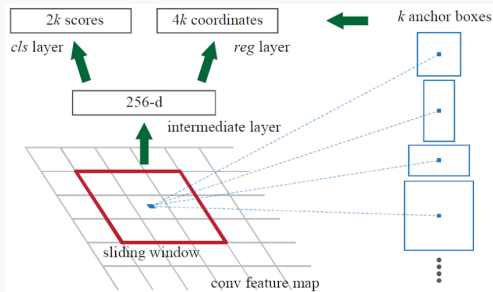 2k scores
4k coordinates
k anchor boxes
cls layer
reg layer
256-d
intermediate layer
sliding window
conv feature map